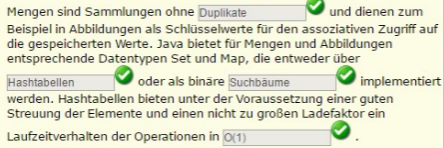 Mengen sind Sammlungen ohne Duplikate und dienen zum
Beispiel in Abbildungen als Schlüsselwerte für den assoziativen Zugriff auf
die gespeicherten Werte. Java bietet für Mengen und Abbildungen
entsprechende Datentypen Set und Map, die entweder über
Hashtabellen oder als binäre Suchbäume implementiert
werden. Hashtabellen bieten unter der Voraussetzung einer guten
Streuung der Elemente und einen nicht zu großen Ladefaktor ein
Laufzeitverhalten der Operationen in O(1) .